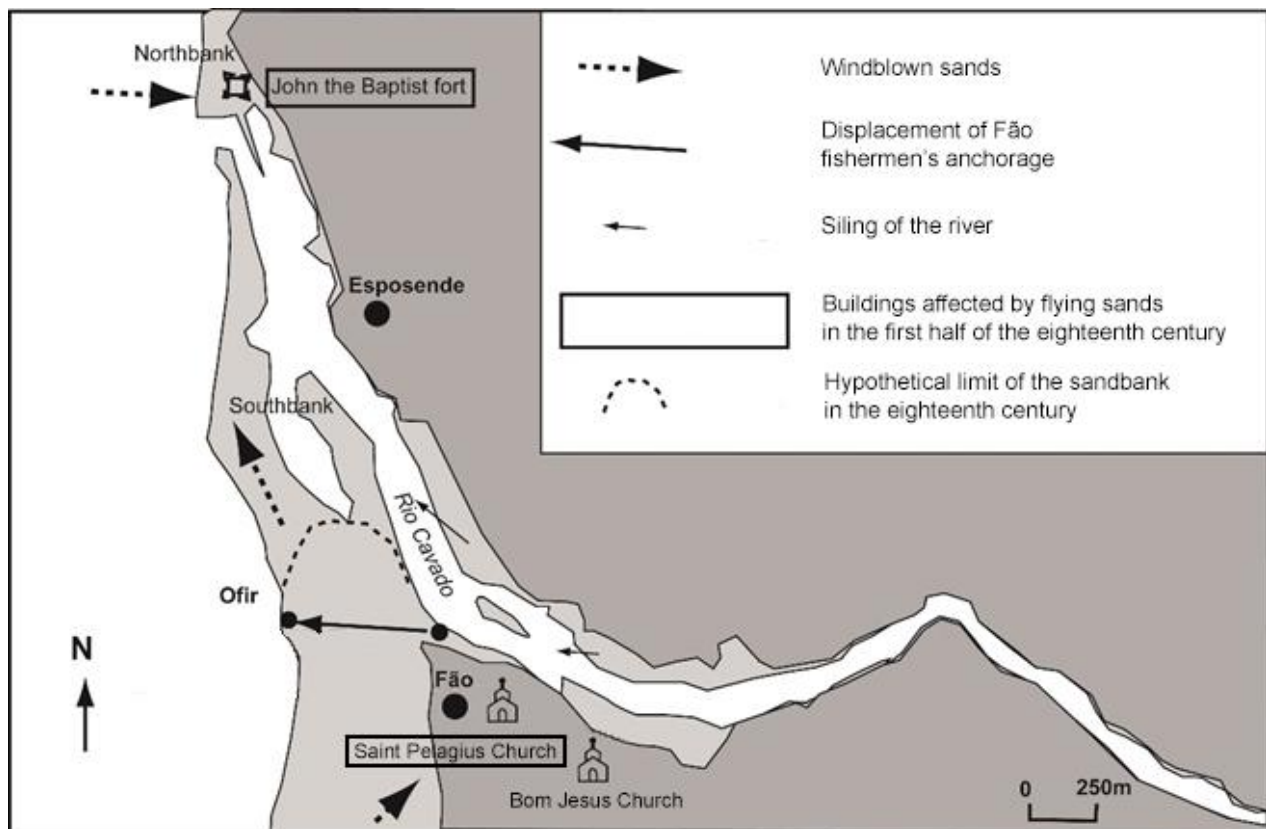 Northbank
John the Baptist fort
Esposende
Southbank
Rio Cavado
Ofir
N
Fão
Saint Pelagius Church
Bom Jesus Church
0 250m
Windblown sands
Displacement of Fão
fishermen's anchorage
Siling of the river
Buildings affected by flying sands
in the first half of the eighteenth century
Hypothetical limit of the sandbank
in the eighteenth century